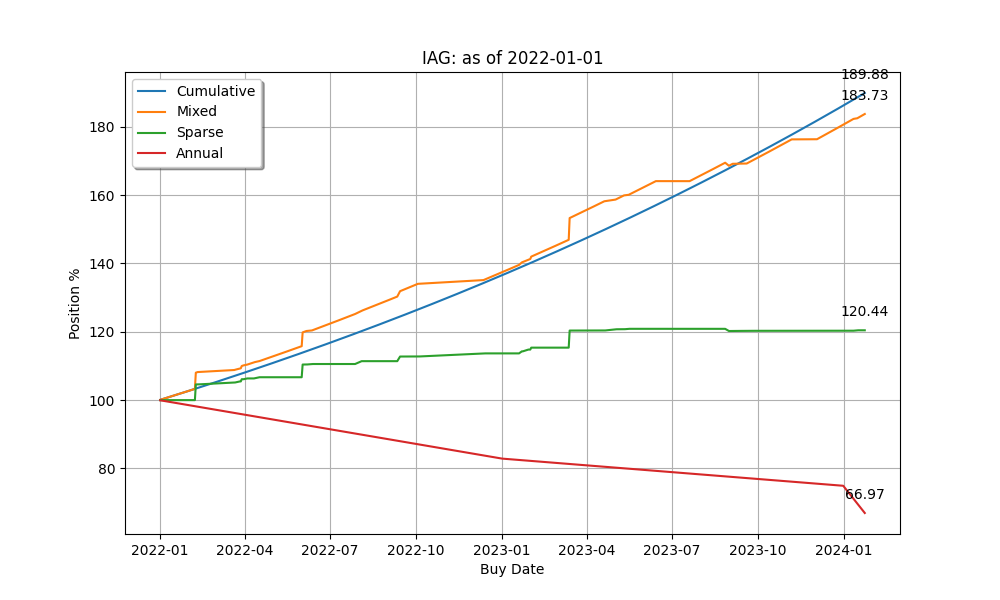 IAG: as of 2022-01-01
189.88
183.73
Cumulative
Mixed
Sparse
Annual
180
160
140
120
100
80
120.44
66.97
Position %
2022-01 2022-04 2022-07 2022-10 2023-01 2023-04 2023-07 2023-10 2024-01
Buy Date